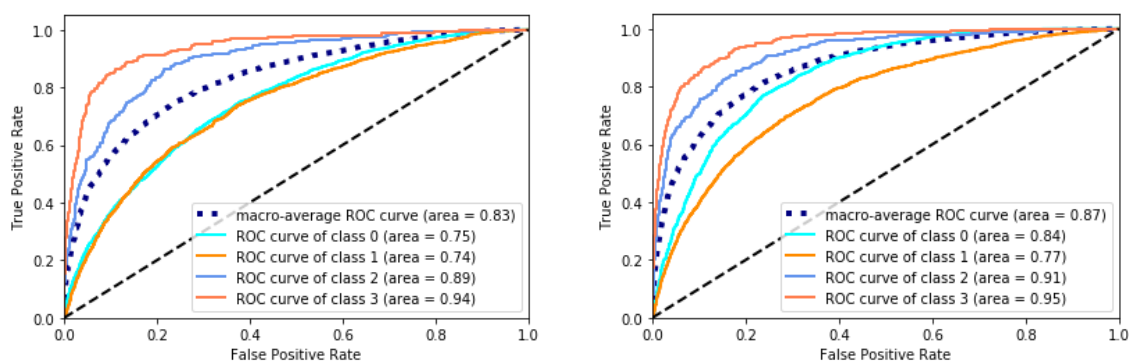 1.0
0.8
0.6
0.4
0.2
0.0
True Positive Rate
macro-average ROC curve (area = 0.83)
ROC curve of class 0 (area = 0.75)
ROC curve of class 1 (area = 0.74)
ROC curve of class 2 (area = 0.89)
ROC curve of class 3 (area = 0.94)
0.0 0.2 0.4 0.6 0.8 1.0
False Positive Rate
1.0
0.8
0.6
0.4
0.2
0.0
True Positive Rate
macro-average ROC curve (area = 0.87)
ROC curve of class 0 (area = 0.84)
ROC curve of class 1 (area = 0.77)
ROC curve of class 2 (area = 0.91)
ROC curve of class 3 (area = 0.95)
0.0 0.2 0.4 0.6 0.8 1.0
False Positive Rate